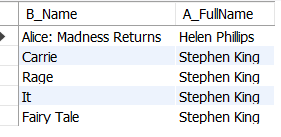 B_Name A_FullName
Alice: Madness Returns Helen Phillips
Carrie Stephen King
Rage Stephen King
It Stephen King
Fairy Tale Stephen King